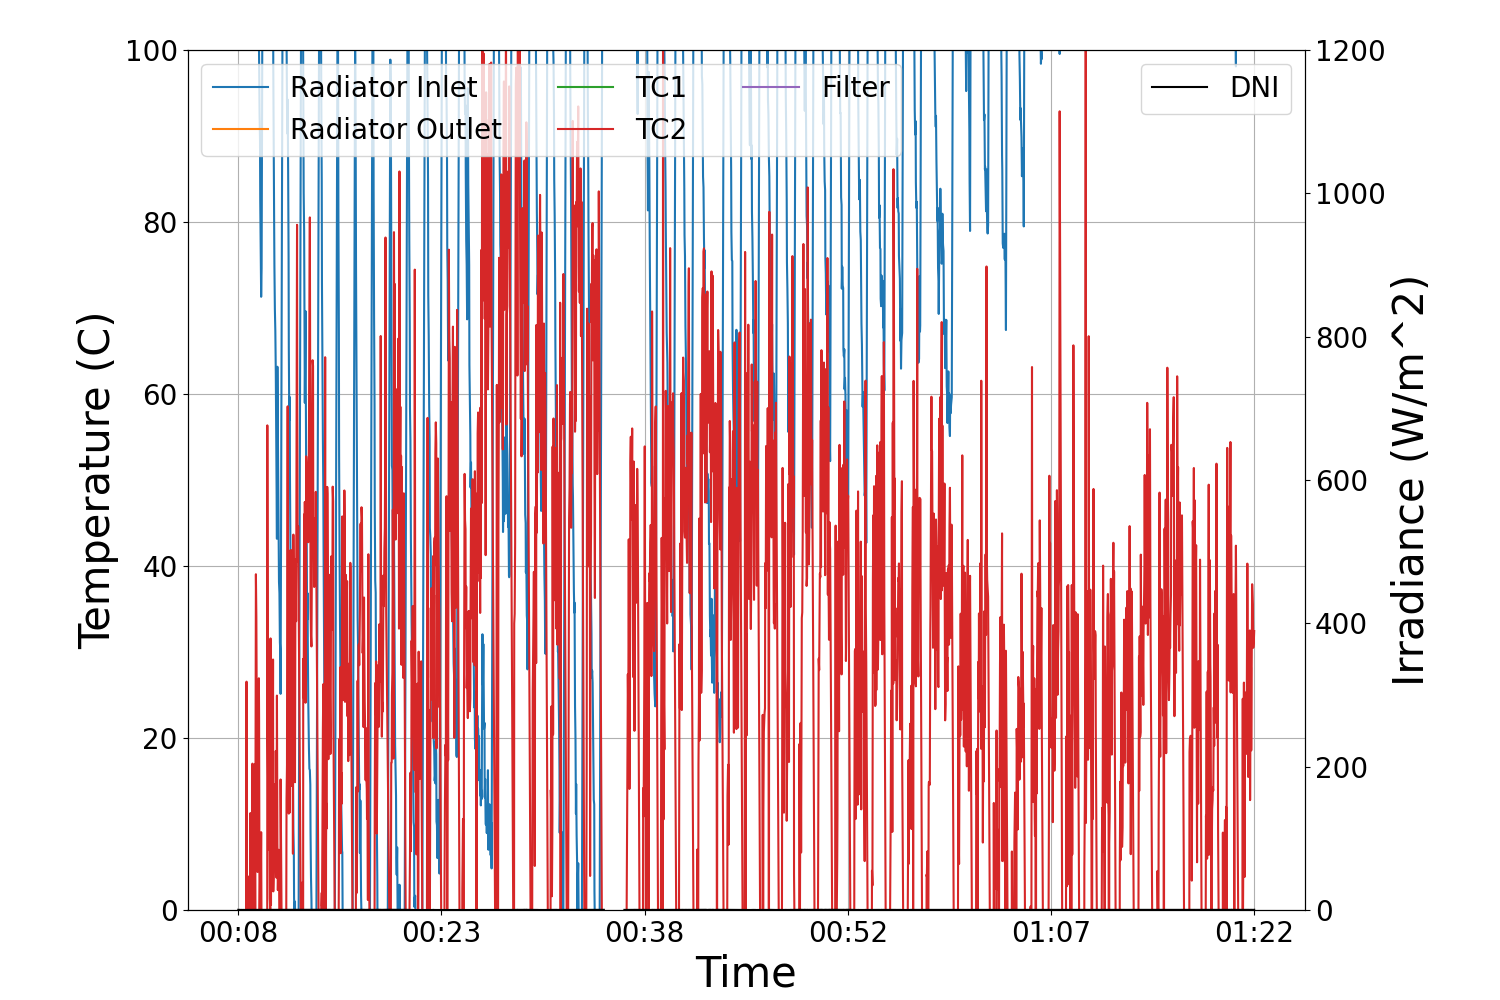 100
80
60
40
20
0
Temperature (C)
Radiator Inlet
Radiator Outlet
TC1
TC2
Filter
DNI
1200
1000
800
600
400
200
0
Irradiance (W/m^2)
00:08
00:23
00:38
00:52
01:07
01:22
Time